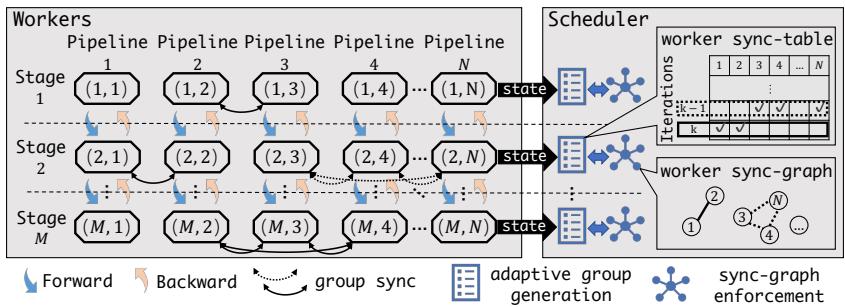 Workers
Scheduler
Pipeline Pipeline Pipeline Pipeline Pipeline
1 2 3 4 N
Stage 1
(1, 1) (1, 2) (1, 3) (1, 4) ··· (1, N) state
Stage 2
(2, 1) (2, 2) (2, 3) (2, 4) ··· (2, N) state
Stage M
(M, 1) (M, 2) (M, 3) (M, 4) ··· (M, N) state
worker sync-table
Iterations
1 2 3 4 ... N
⋮
k−1 ✓ ✓ ✓
k ✓ ✓
worker sync-graph
1 2 3 4 N ...
Forward Backward group sync
adaptive group generation
sync-graph enforcement